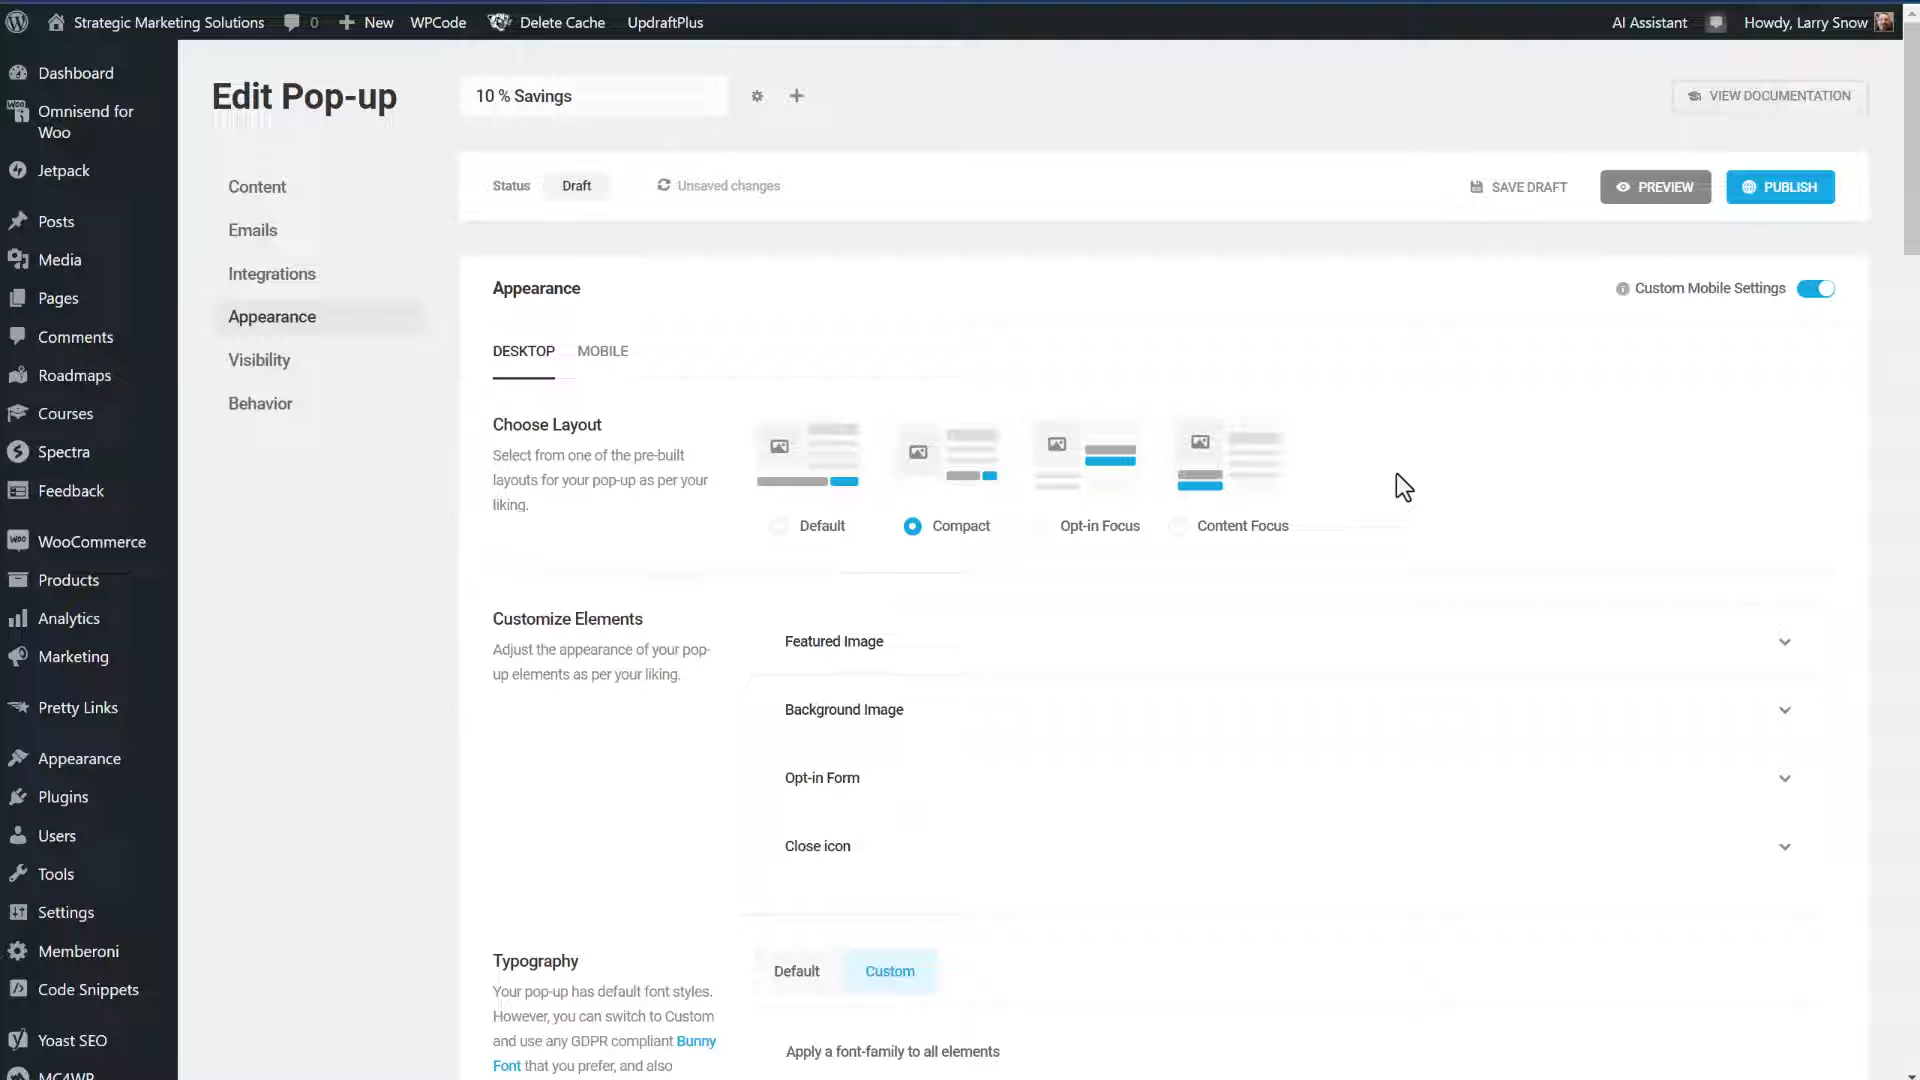 Strategic Marketing Solutions 0 New WPCode Delete Cache UpdraftPlus AI Assistant Howdy, Larry Snow
Dashboard
Omnisend for
Woo
Jetpack
Posts
Media
Pages
Comments
Roadmaps
Courses
Spectra
Feedback
WooCommerce
Products
Analytics
Marketing
Pretty Links
Appearance
Plugins
Users
Tools
Settings
Memberoni
Code Snippets
Yoast SEO
MC4WP
Edit Pop-up
10 % Savings
VIEW DOCUMENTATION
Content
Emails
Integrations
Appearance
Visibility
Behavior
Status Draft Unsaved changes SAVE DRAFT PREVIEW PUBLISH
Appearance
Custom Mobile Settings
DESKTOP MOBILE
Choose Layout
Select from one of the pre-built
layouts for your pop-up as per your
liking.
Default Compact Opt-in Focus Content Focus
Customize Elements
Adjust the appearance of your pop-
up elements as per your liking.
Featured Image
Background Image
Opt-in Form
Close icon
Typography
Your pop-up has default font styles.
However, you can switch to Custom
and use any GDPR compliant Bunny
Font that you prefer, and also
Default Custom
Apply a font-family to all elements